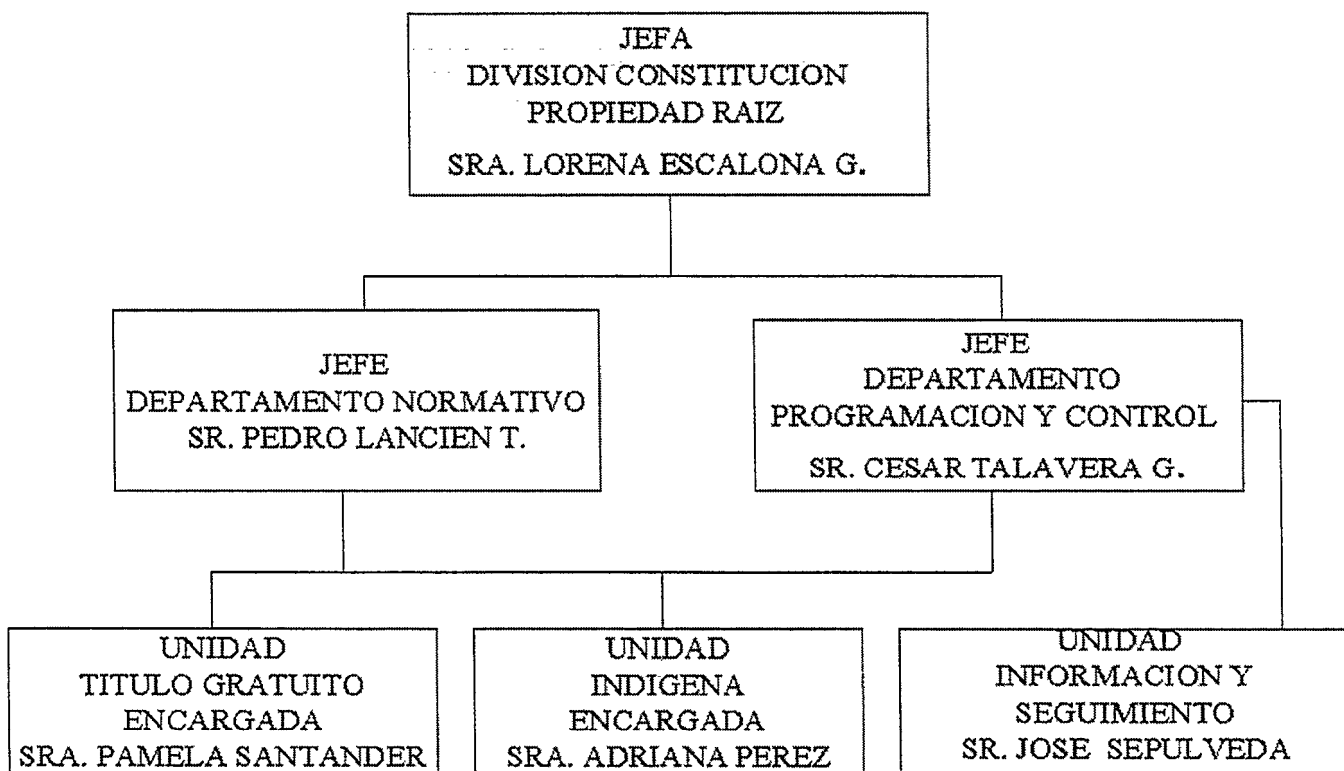 JEFA
DIVISION CONSTITUCION
PROPIEDAD RAIZ
SRA. LORENA ESCALONA G.
JEFE
DEPARTAMENTO NORMATIVO
SR. PEDRO LANCIEN T.
JEFE
DEPARTAMENTO
PROGRAMACION Y CONTROL
SR. CESAR TALAVERA G.
UNIDAD
TITULO GRATUITO
ENCARGADA
SRA. PAMELA SANTANDER
UNIDAD
INDIGENA
ENCARGADA
SRA. ADRIANA PEREZ
UNIDAD
INFORMACION Y
SEGUIMIENTO
SR. JOSE SEPULVEDA